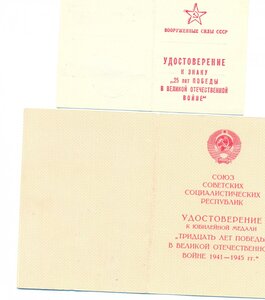 ВООРУЖЕННЫЕ СИЛЫ СССР
УДОСТОВЕРЕНИЕ
К ЗНАКУ
„25 ЛЕТ ПОБЕДЫ
В ВЕЛИКОЙ ОТЕЧЕСТВЕННОЙ
ВОЙНЕ"
СОЮЗ
СОВЕТСКИХ
СОЦИАЛИСТИЧЕСКИХ
РЕСПУБЛИК
УДОСТОВЕРЕНИЕ
К ЮБИЛЕЙНОЙ МЕДАЛИ
„ТРИДЦАТЬ ЛЕТ ПОБЕДЫ
В ВЕЛИКОЙ ОТЕЧЕСТВЕННО
ВОЙНЕ 1941—1945 гг."